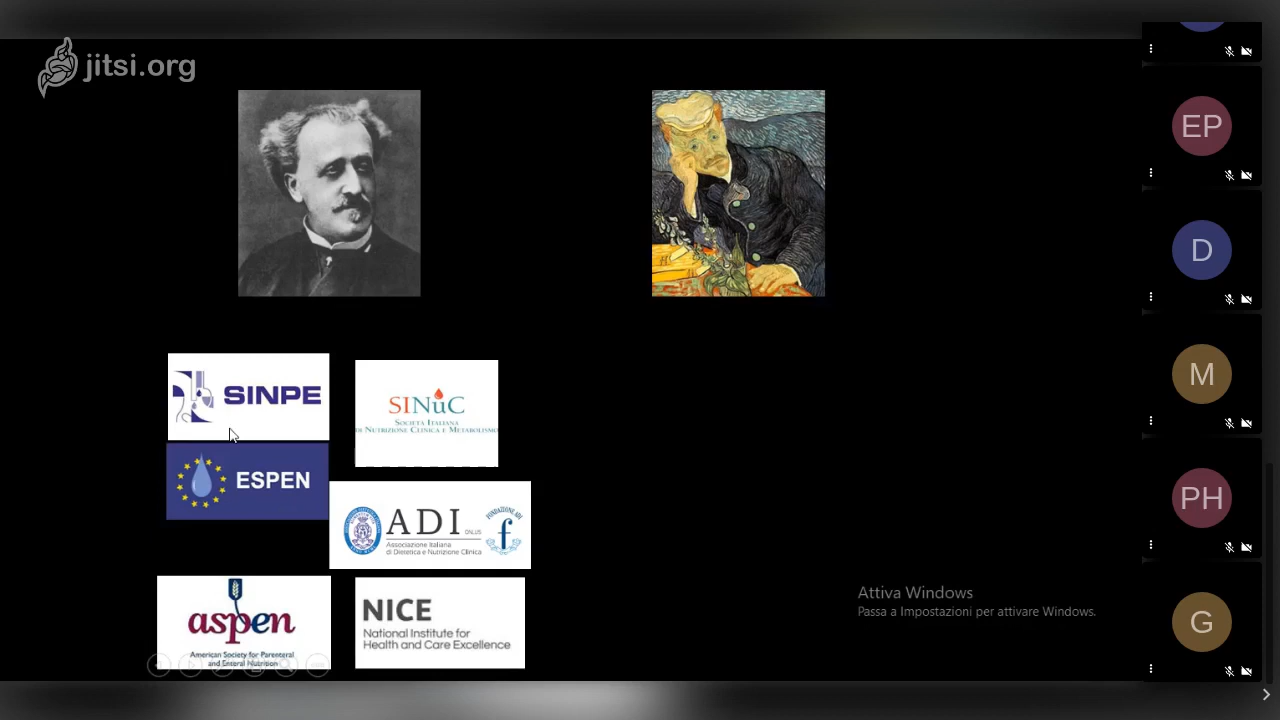 jitsi.org
EP
D
M
PH
G
SINPE
SINuC
SOCIETÀ ITALIANA
DI NUTRIZIONE CLINICA E METABOLISMO
ESPEN
ADI ONLUS
Associazione Italiana
di Dietetica e Nutrizione Clinica
FONDAZIONE ADI
f
aspen
American Society for Parenteral
and Enteral Nutrition
NICE
National Institute for
Health and Care Excellence
Attiva Windows
Passa a Impostazioni per attivare Windows.